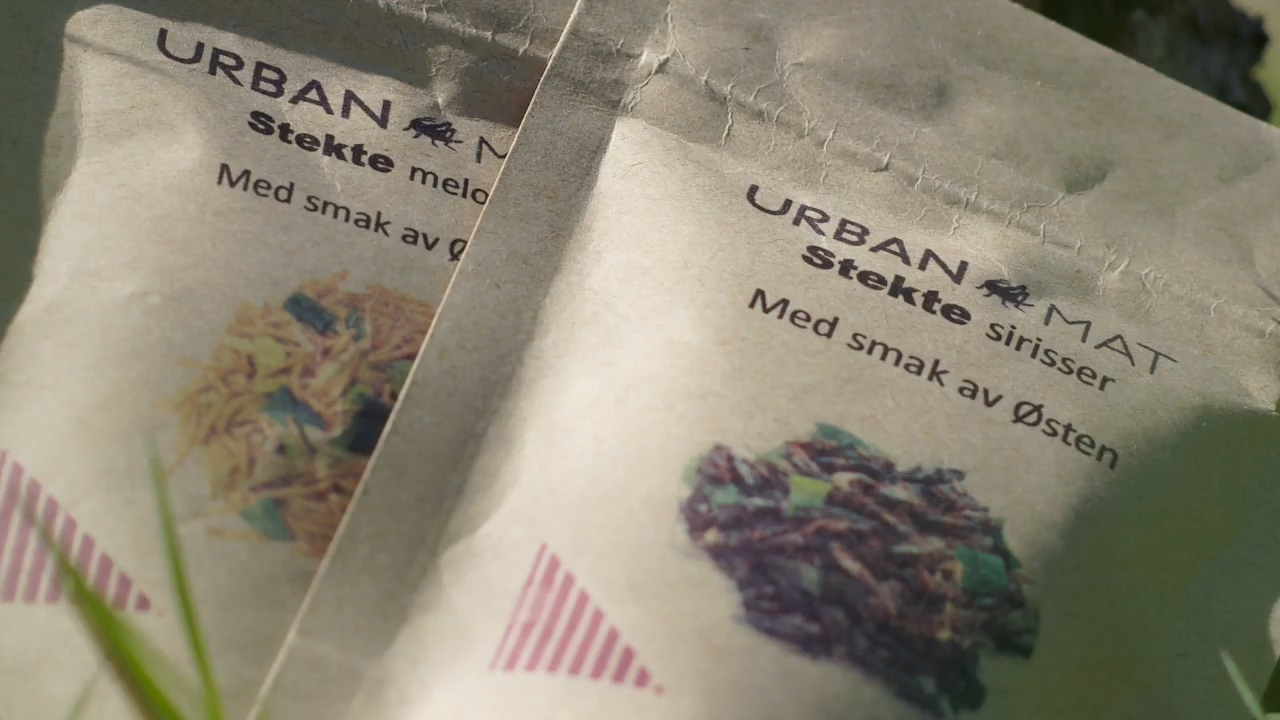 URBAN M
Stekte melo
Med smak av Ø
URBAN MAT
Stekte sirisser
Med smak av Østen